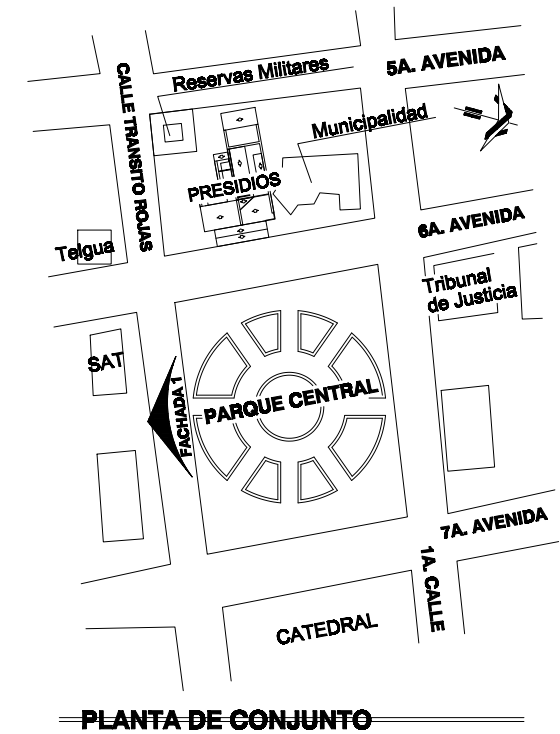 5A. AVENIDA
Reservas Militares
CALLE TRANSITO ROJAS
Municipalidad
PRESIDIOS
6A. AVENIDA
Telgua
Tribunal
de Justicia
SAT
FACHADA 1
PARQUE CENTRAL
7A. AVENIDA
1A. CALLE
CATEDRAL
PLANTA DE CONJUNTO